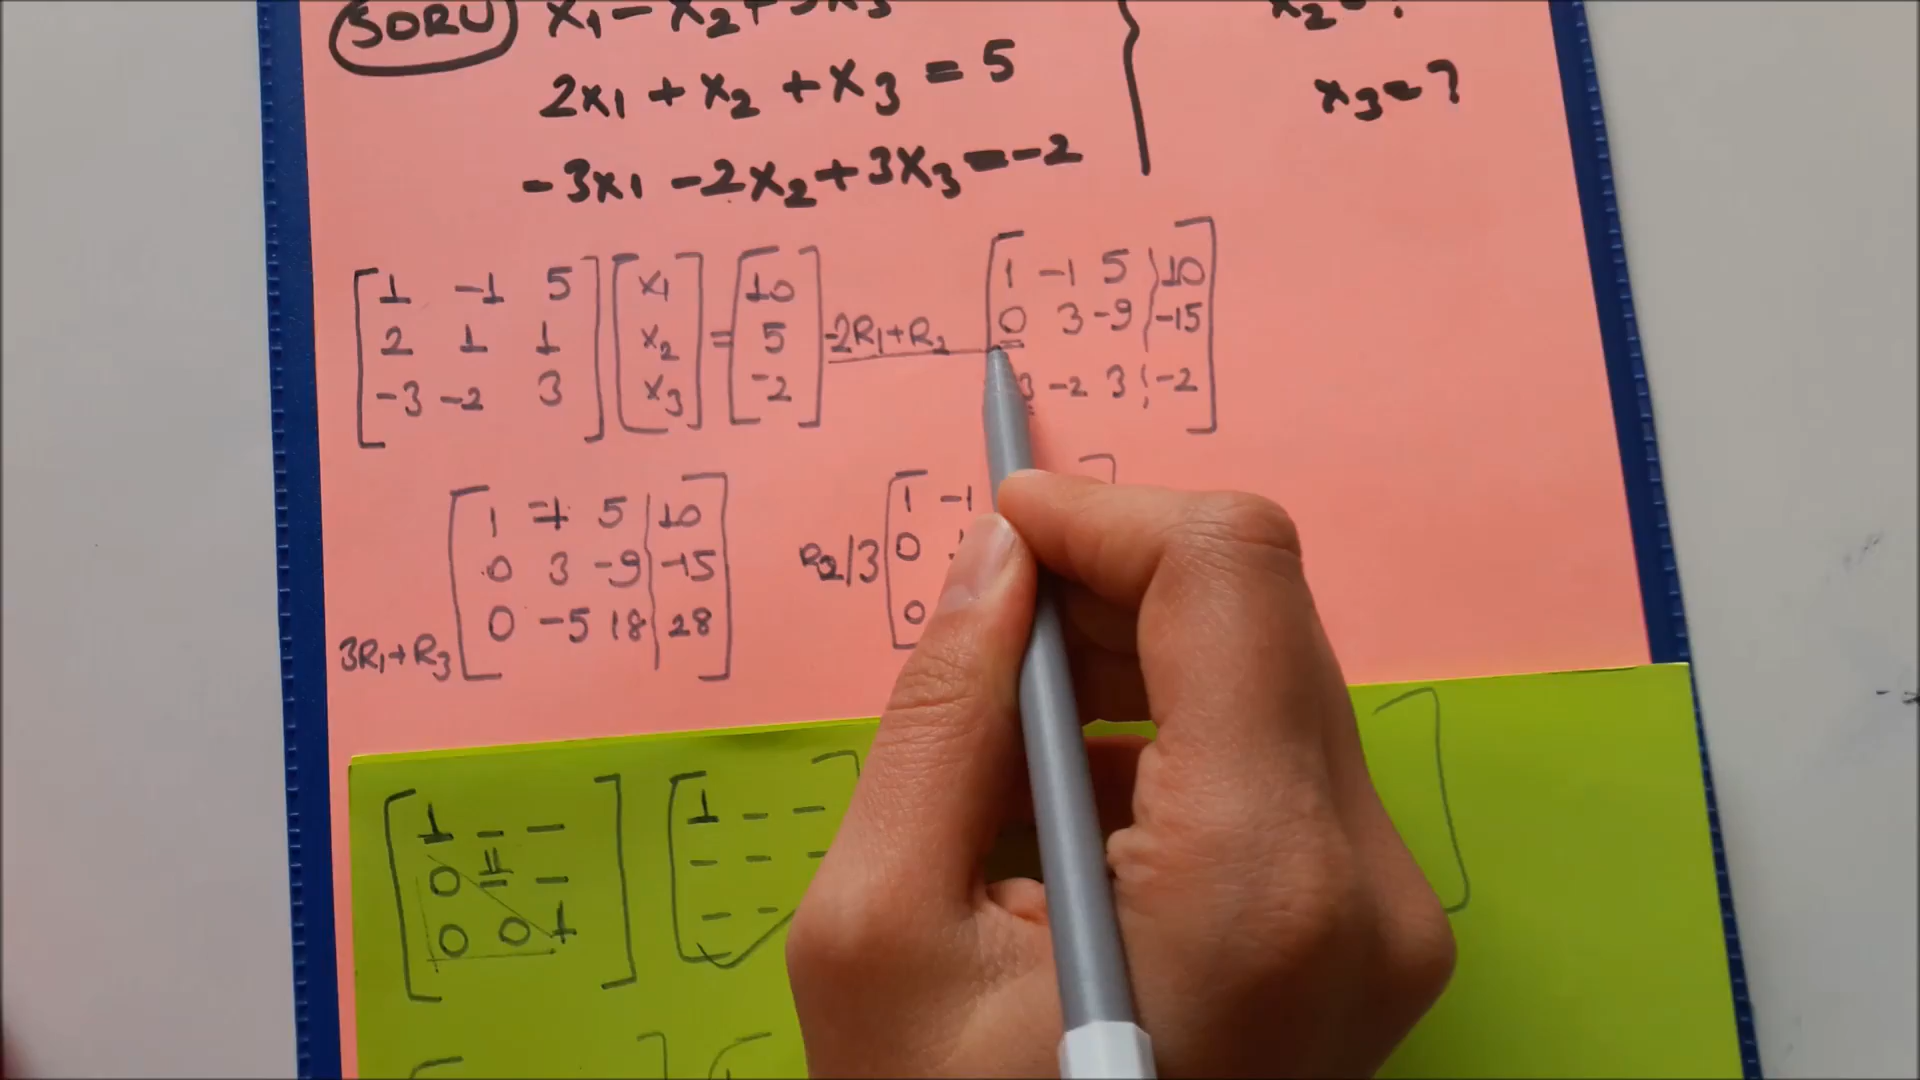 SORU
2x1 + x2 + x3 = 5
x3 = ?
-3x1 -2x2 + 3x3 = -2
1 -1 5 x1 = 10 -2R1+R2 1 -1 5 10
2 1 1 x2 5 0 3 -9 -15
-3 -2 3 x3 -2 3 -2 3 -2
1 -1 5 10 1 -1
0 3 -9 -15 R2/3 0
0 -5 18 28 0
3R1+R3
1 - - 1 - -
0 1 - - - -
0 0 1 - -